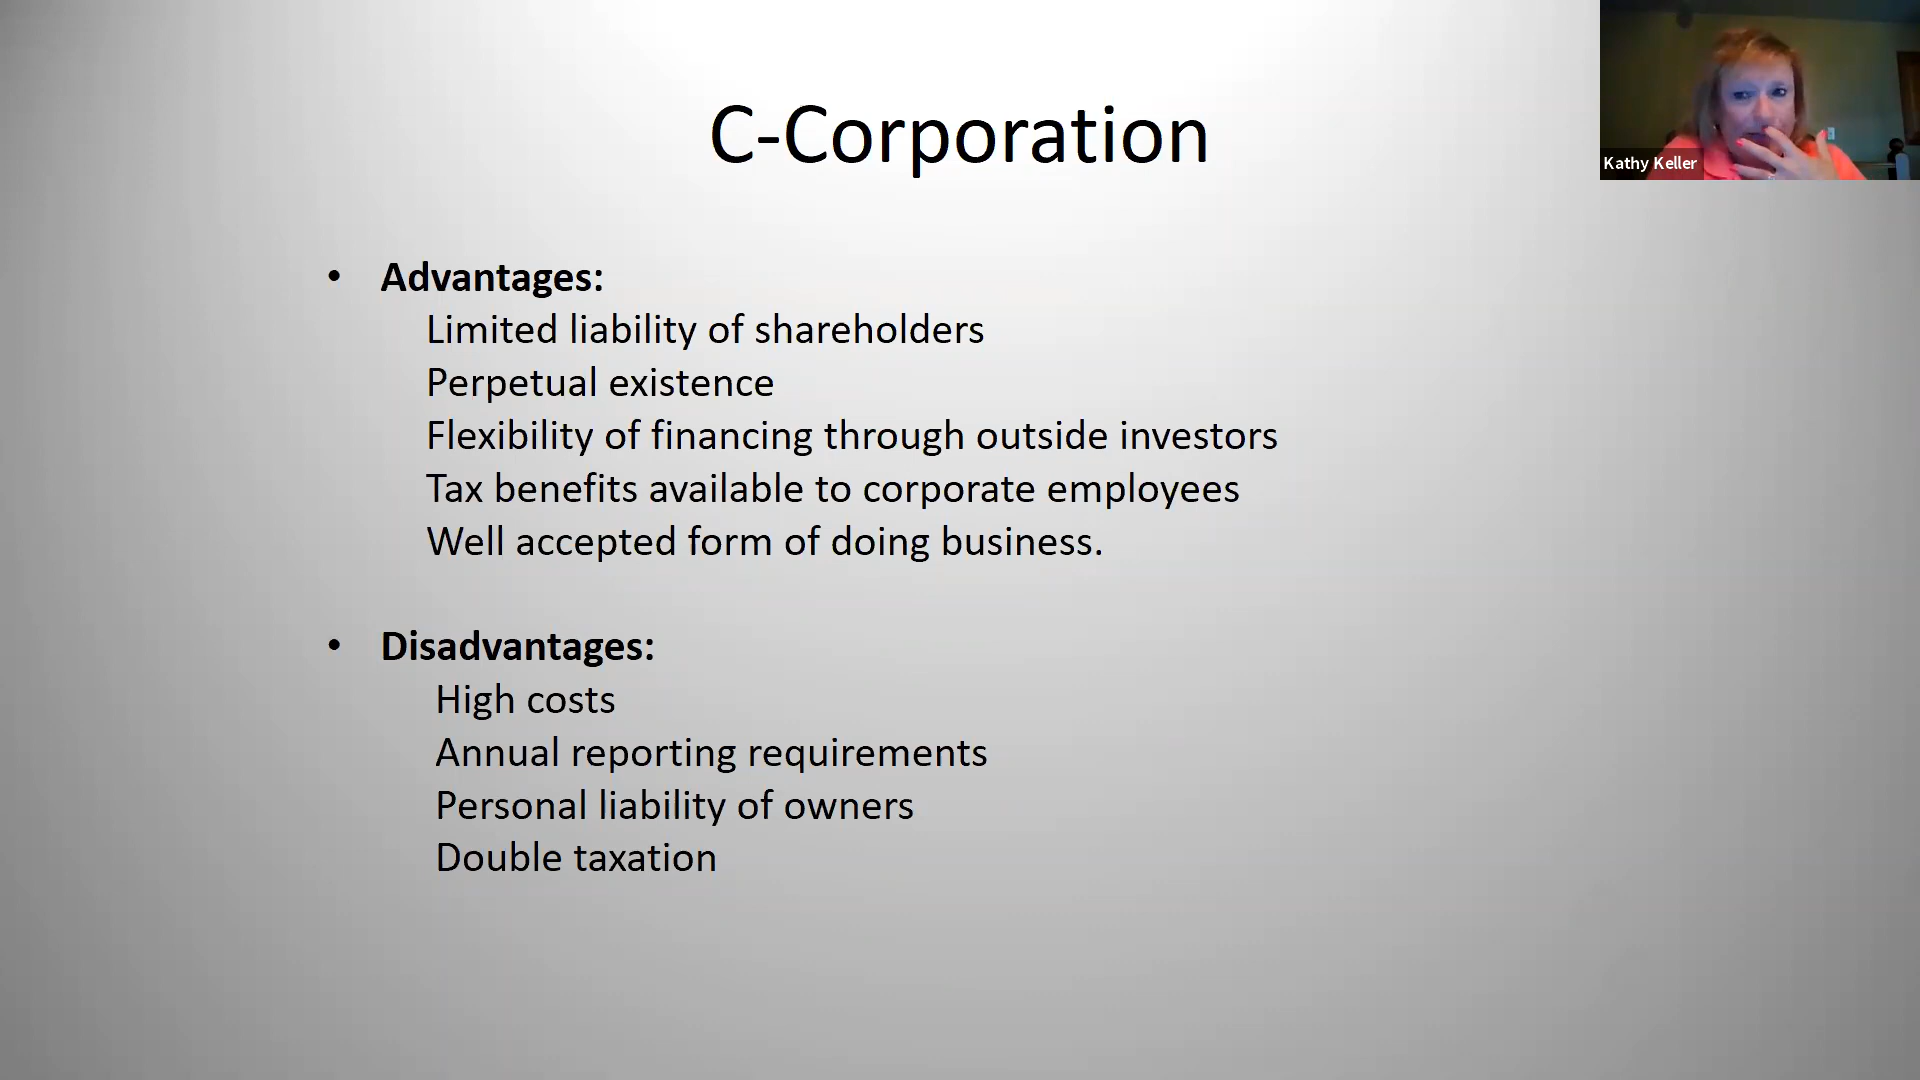 C-Corporation
Kathy Keller
• Advantages:
Limited liability of shareholders
Perpetual existence
Flexibility of financing through outside investors
Tax benefits available to corporate employees
Well accepted form of doing business.
• Disadvantages:
High costs
Annual reporting requirements
Personal liability of owners
Double taxation